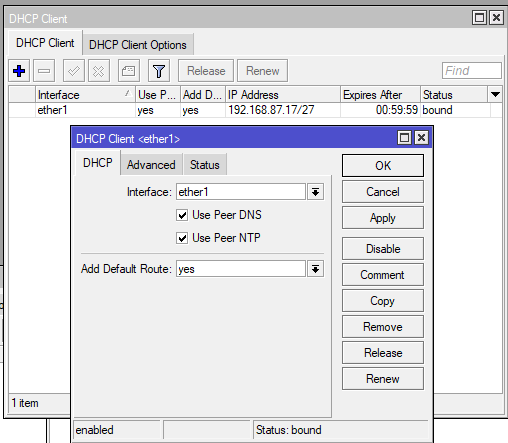 DHCP Client
DHCP Client DHCP Client Options
Release Renew Find
Interface Use P... Add D... IP Address Expires After Status
ether1 yes yes 192.168.87.17/27 00:59:59 bound
DHCP Client <ether1>
DHCP Advanced Status
OK
Interface: ether1
Cancel
Use Peer DNS
Apply
Use Peer NTP
Disable
Add Default Route: yes
Comment
Copy
Remove
Release
Renew
1 item
enabled Status: bound